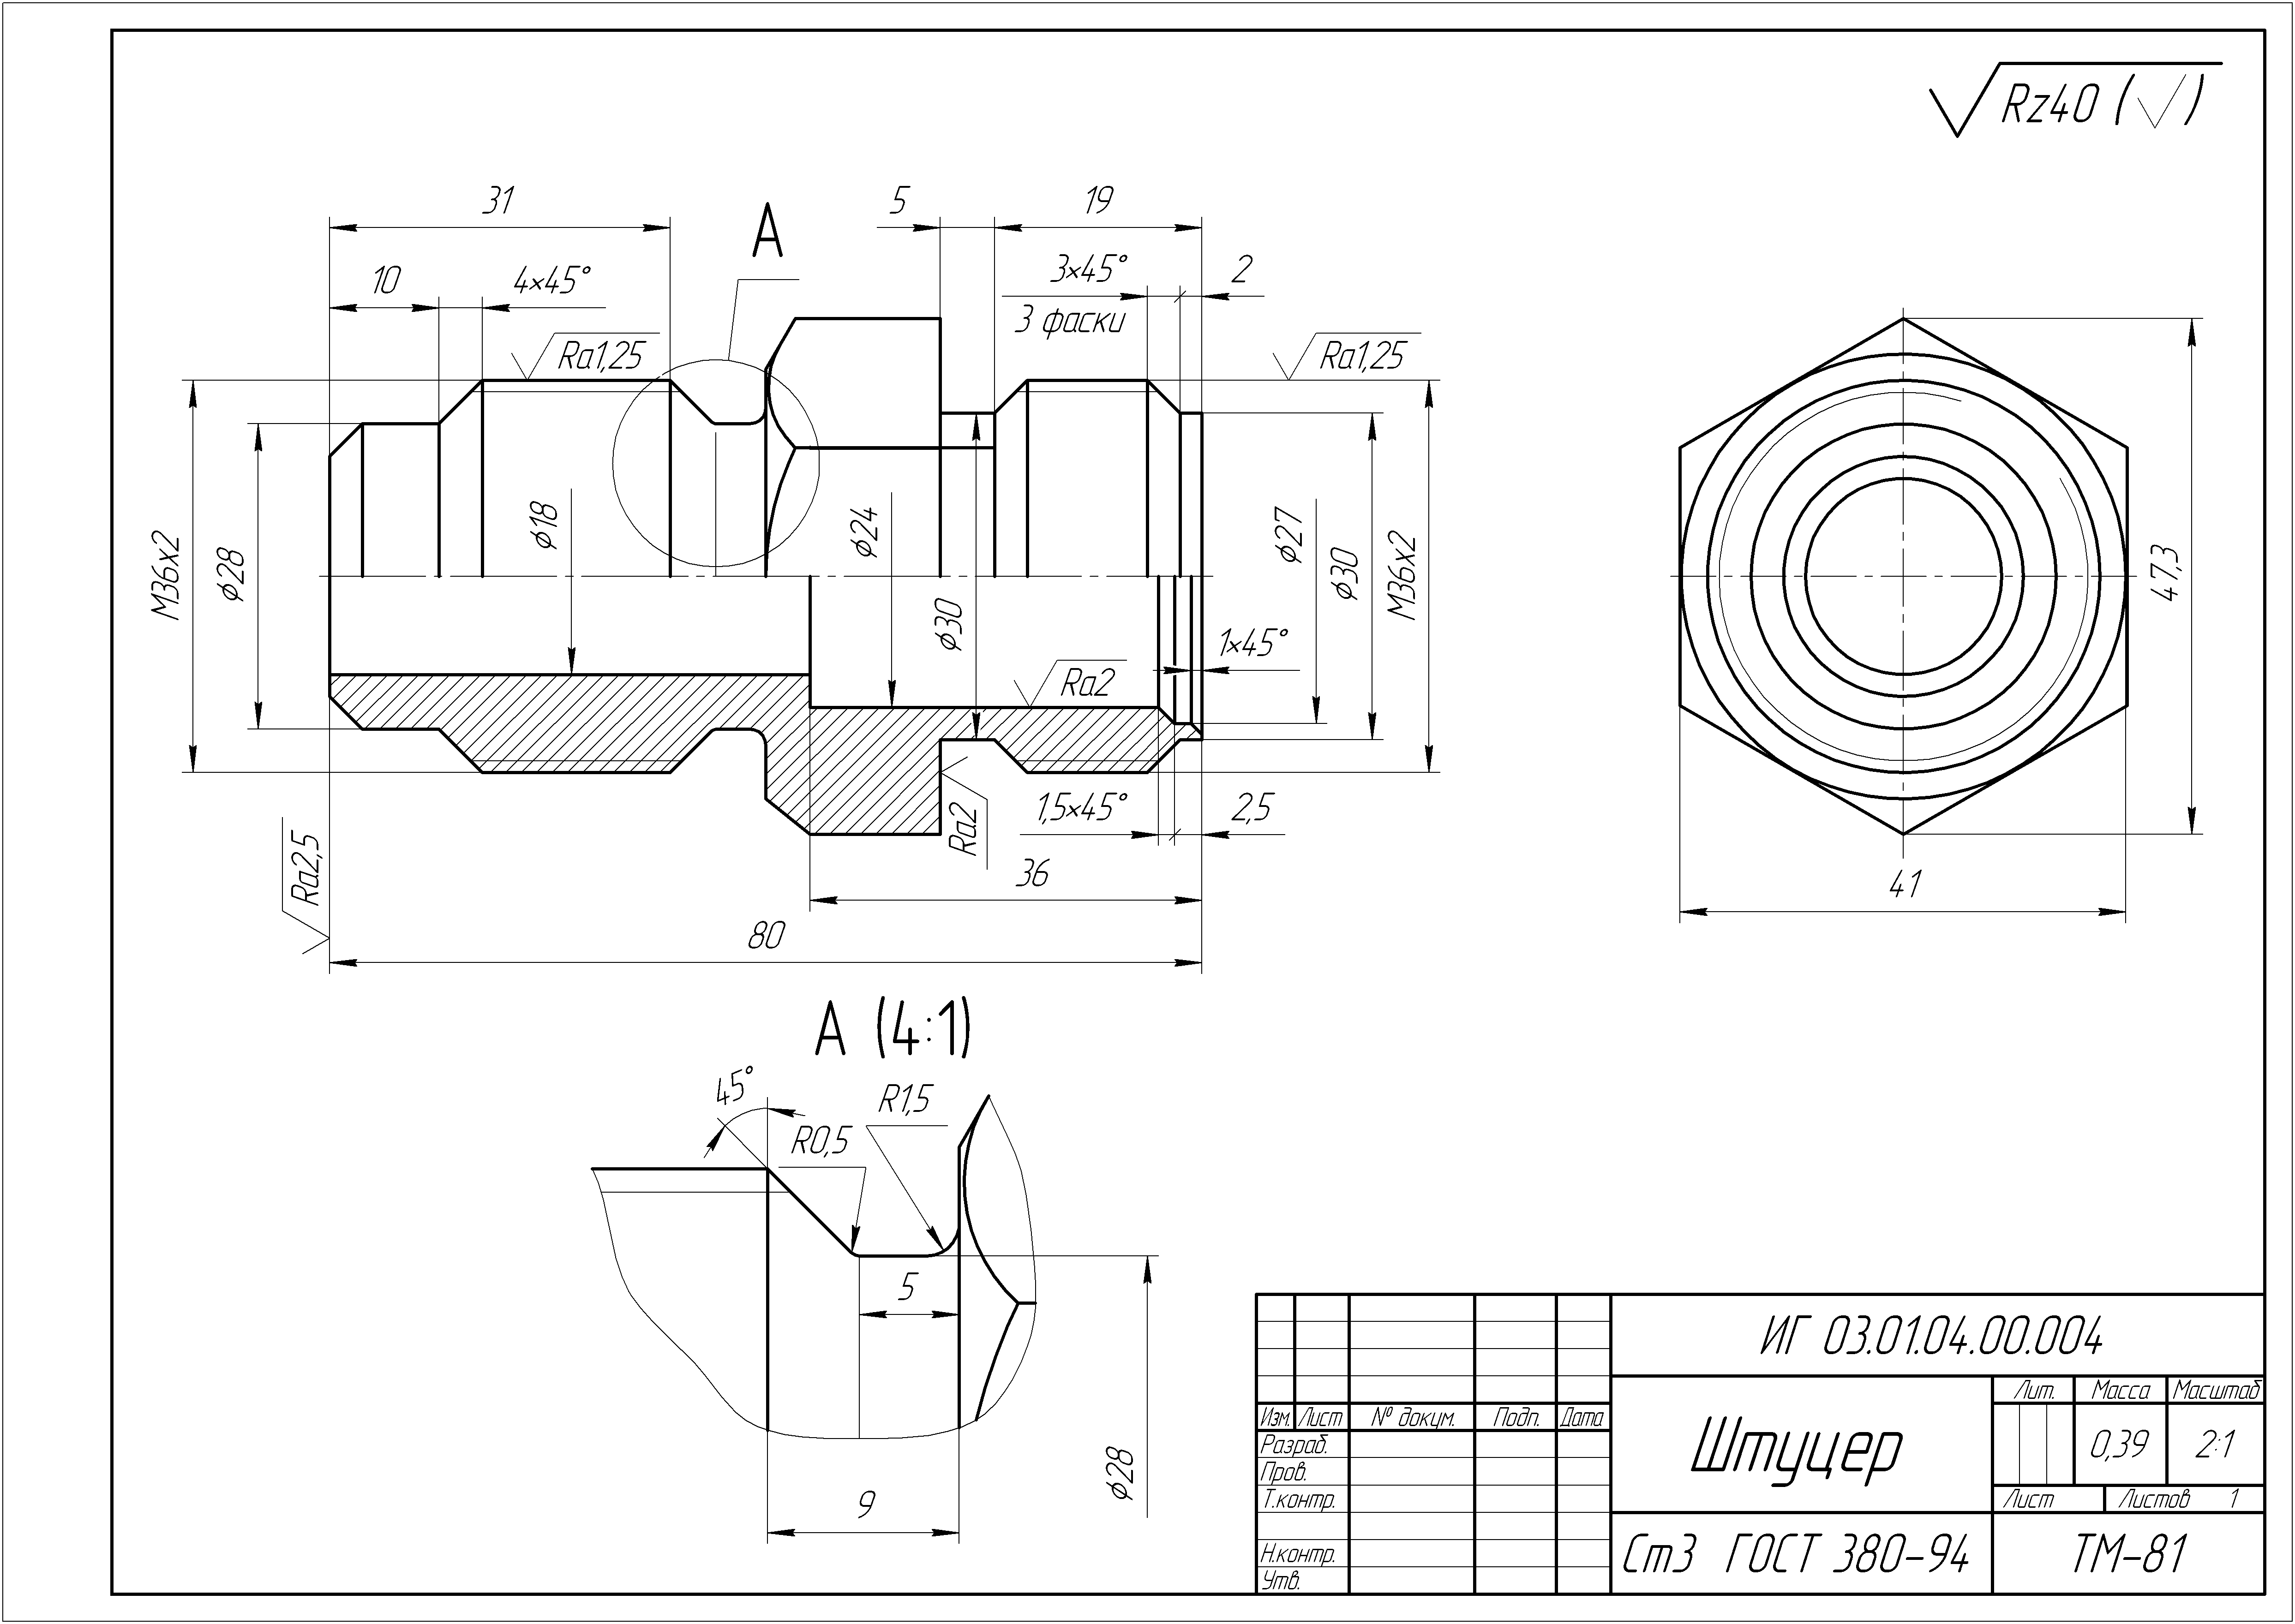 Rz40 (√)
31
A
5
19
10
4×45°
3×45°
2
3 фаски
Ra1,25
Ra1,25
M36x2
ϕ28
ϕ18
ϕ24
ϕ30
ϕ27
ϕ30
M36x2
47,3
1×45°
Ra2
Ra2,5
Ra2
1,5×45°
2,5
36
41
80
A (4:1)
45°
R1,5
R0,5
5
ϕ28
9
ИГ 03.01.04.00.004
Лит. Масса Масштаб
Изм. Лист № докум. Подп. Дата
Разраб.
Штуцер
0,39 2:1
Пров.
Т.контр.
Лист Листов 1
Н.контр.
Ст3 ГОСТ 380-94
ТМ-81
Утв.